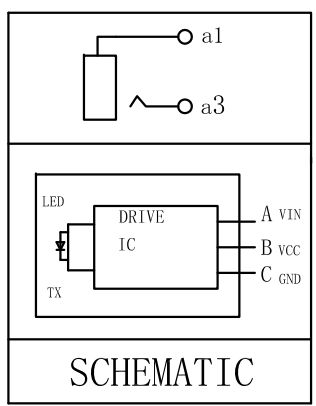 a1
a3
LED
DRIVE
IC
TX
A VIN
B VCC
C GND
SCHEMATIC